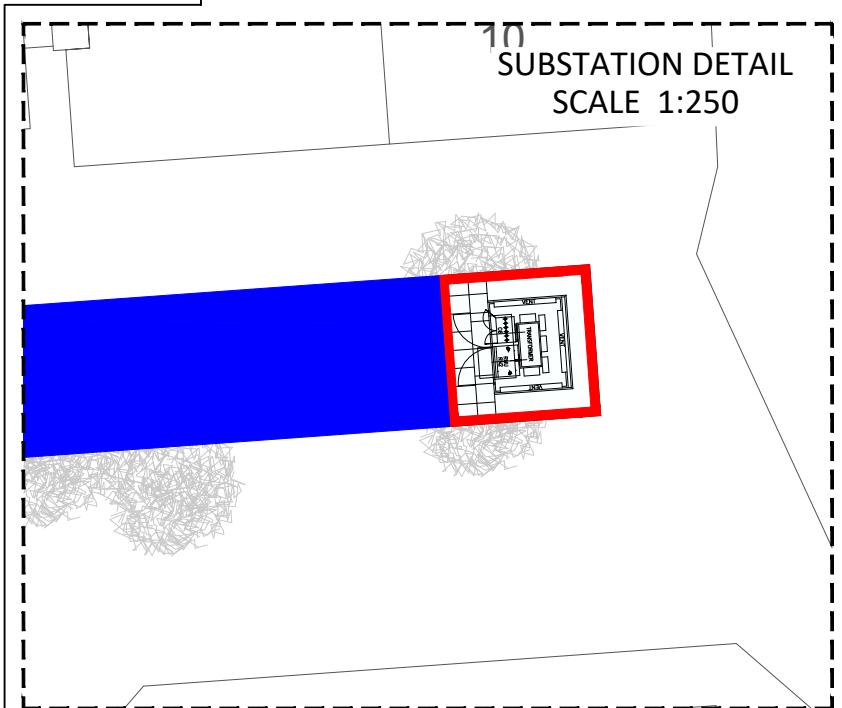 10
SUBSTATION DETAIL
SCALE 1:250
VENT
TRANSFORMER
VENT
VENT